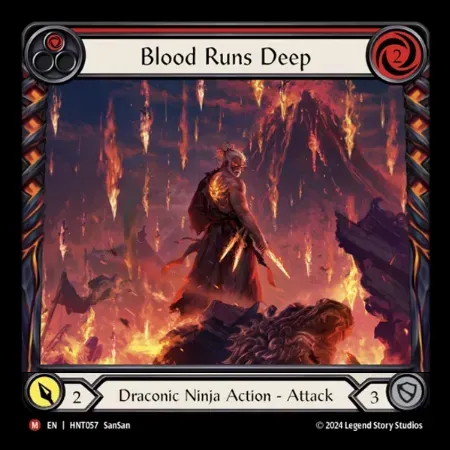 Blood Runs Deep
2
2
Draconic Ninja Action - Attack
3
M EN | HNT057 SanSan
© 2024 Legend Story Studios